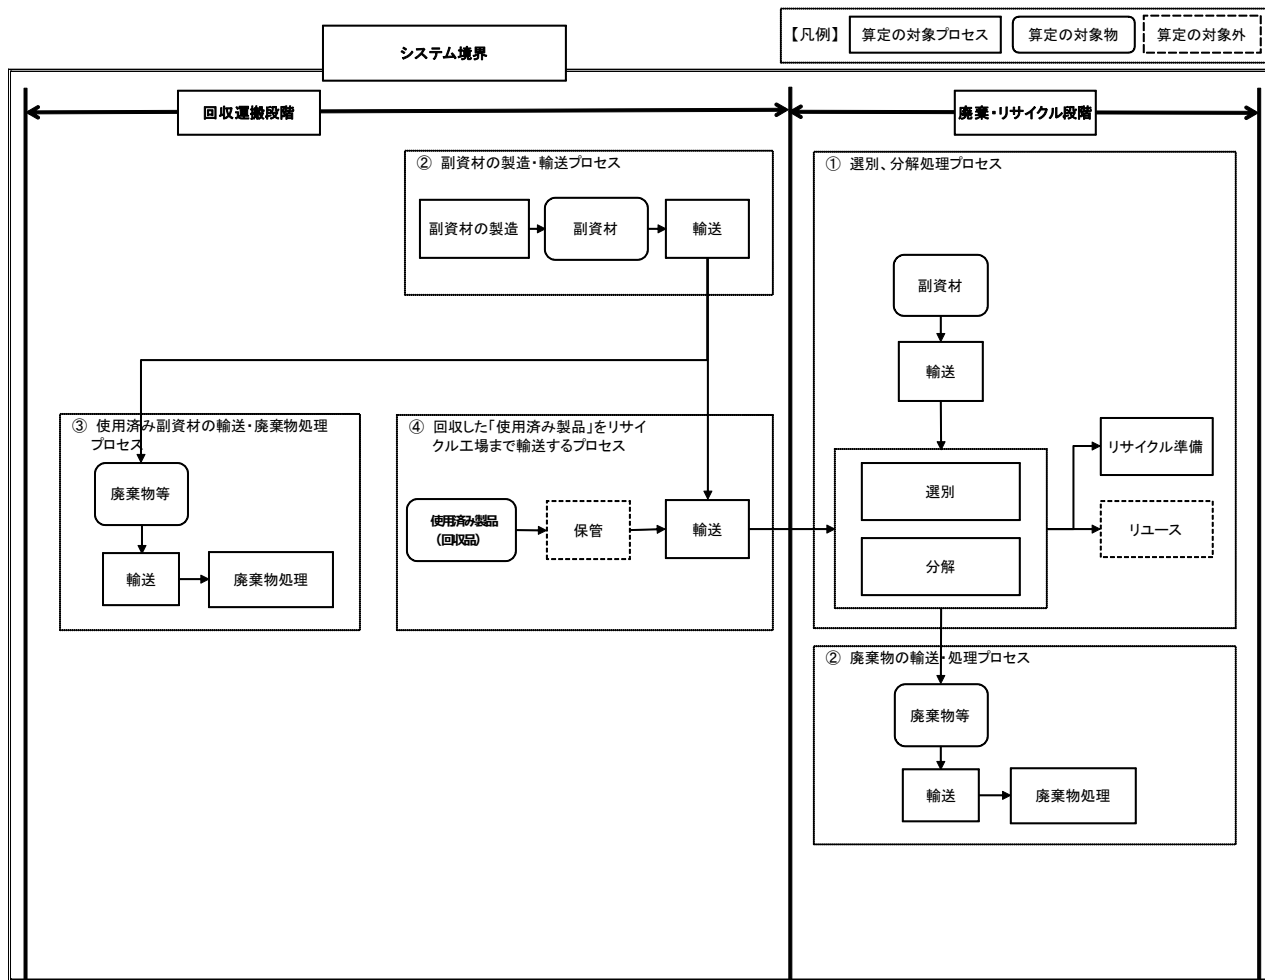 【凡例】
算定の対象プロセス
算定の対象物
算定の対象外
システム境界
回収運搬段階
廃棄・リサイクル段階
② 副資材の製造・輸送プロセス
副資材の製造
副資材
輸送
③ 使用済み副資材の輸送・廃棄物処理
プロセス
廃棄物等
輸送
廃棄物処理
④ 回収した「使用済み製品」をリサイ
クル工場まで輸送するプロセス
使用済み製品
(回収品)
保管
輸送
① 選別、分解処理プロセス
副資材
輸送
選別
分解
リサイクル準備
リユース
② 廃棄物の輸送・処理プロセス
廃棄物等
輸送
廃棄物処理